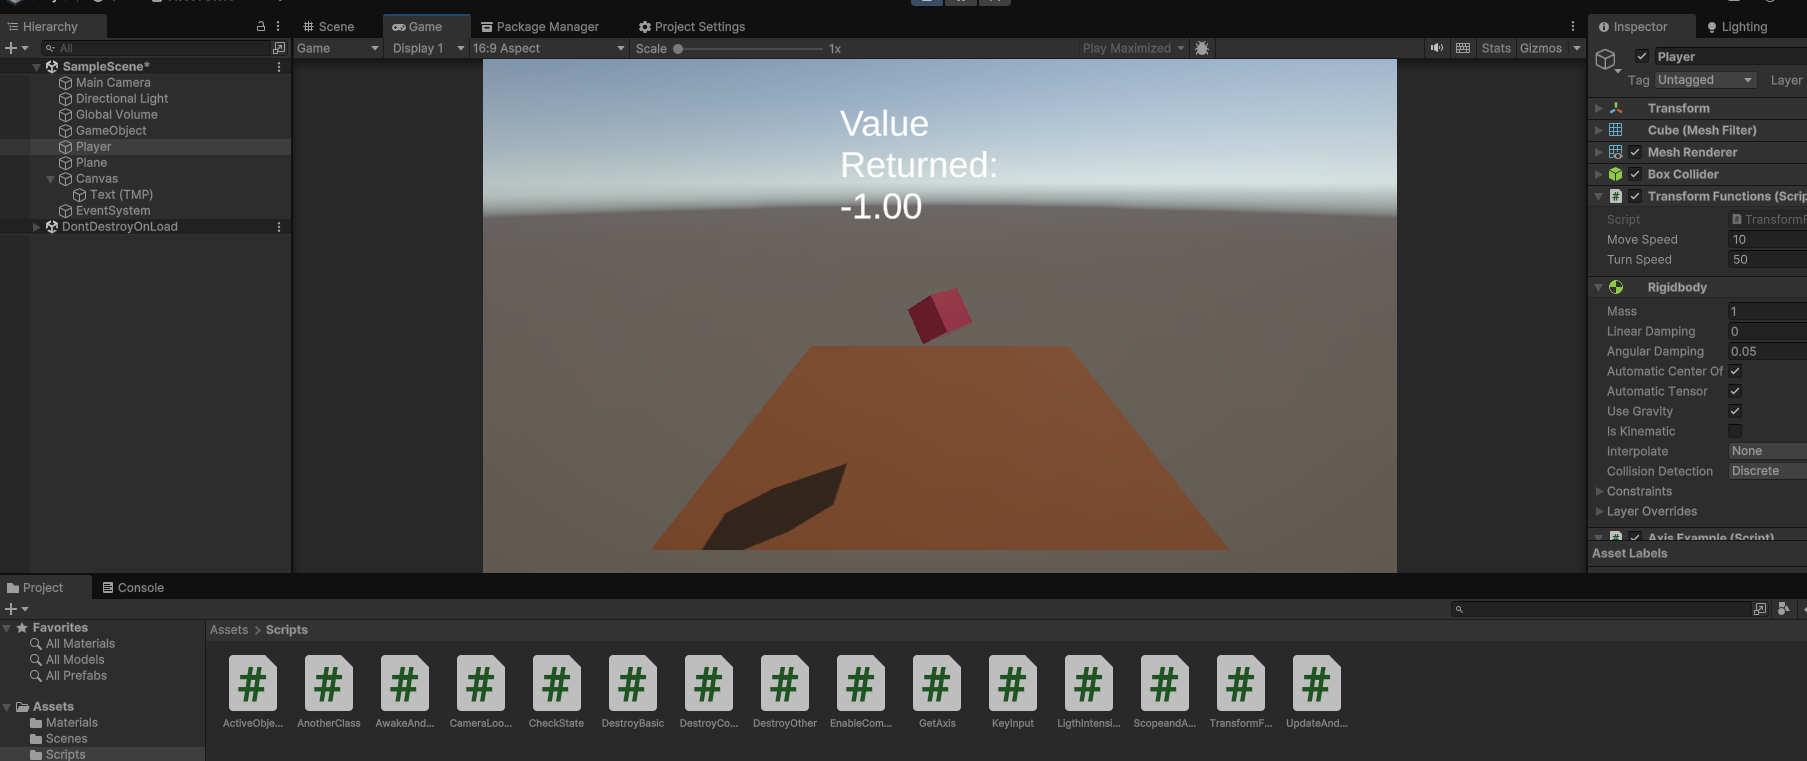 Hierarchy
Scene
Game
Package Manager
Project Settings
Inspector
Lighting
All
Game
Display 1
16:9 Aspect
Scale
1x
Play Maximized
Stats
Gizmos
SampleScene*
Main Camera
Directional Light
Global Volume
GameObject
Player
Plane
Canvas
Text (TMP)
EventSystem
DontDestroyOnLoad
Value
Returned:
-1.00
Player
Tag
Untagged
Layer
Transform
Cube (Mesh Filter)
Mesh Renderer
Box Collider
Transform Functions (Scrip
Script
TransformF
Move Speed
10
Turn Speed
50
Rigidbody
Mass
1
Linear Damping
0
Angular Damping
0.05
Automatic Center Of
Automatic Tensor
Use Gravity
Is Kinematic
Interpolate
None
Collision Detection
Discrete
Constraints
Layer Overrides
Axis Example (Script)
Asset Labels
Project
Console
Favorites
All Materials
All Models
All Prefabs
Assets
Materials
Scenes
Scripts
Assets > Scripts
ActiveObje...
AnotherClass
AwakeAnd...
CameraLoo...
CheckState
DestroyBasic
DestroyCo...
DestroyOther
EnableCom...
GetAxis
KeyInput
LigthIntensi...
ScopeandA...
TransformF...
UpdateAnd...